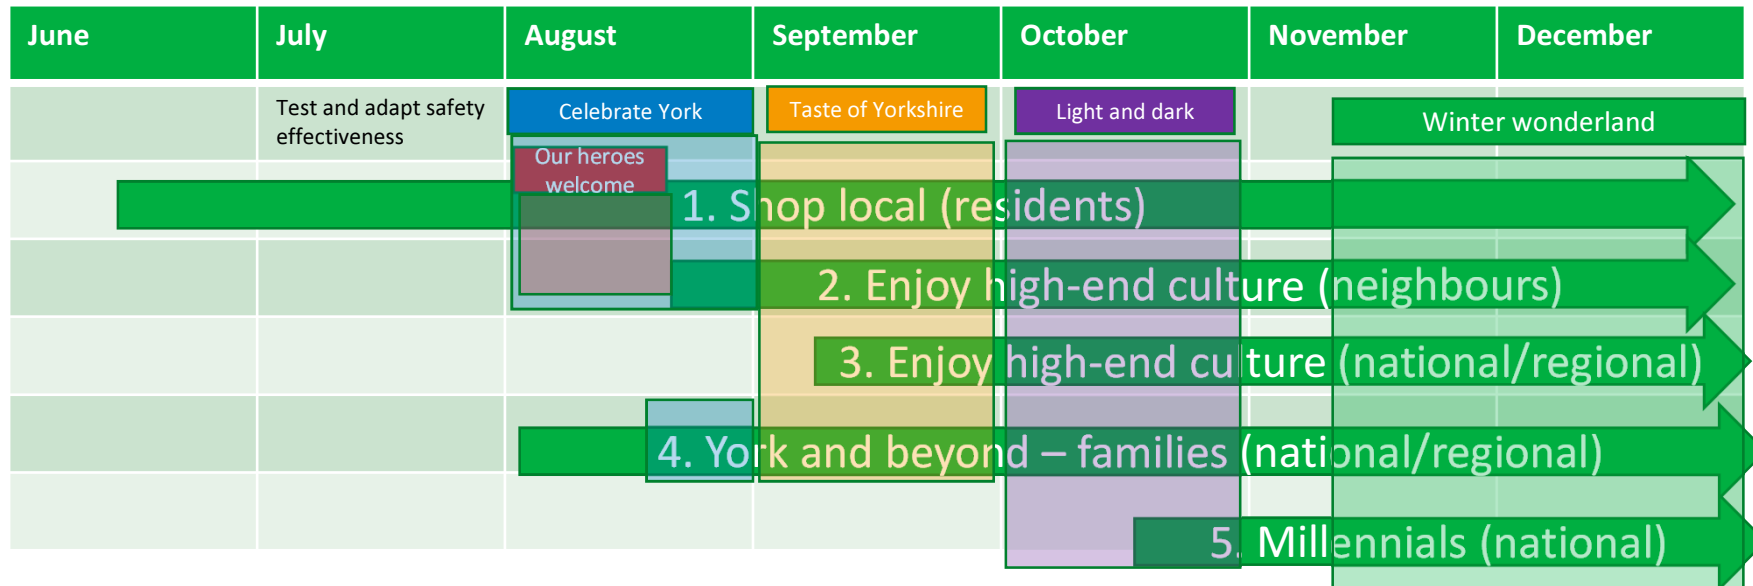 June
July
August
September
October
November
December
Test and adapt safety
effectiveness
Celebrate York
Taste of Yorkshire
Light and dark
Winter wonderland
Our heroes
welcome
1. Shop local (residents)
2. Enjoy high-end culture (neighbours)
3. Enjoy high-end culture (national/regional)
4. York and beyond – families (national/regional)
5. Millennials (national)